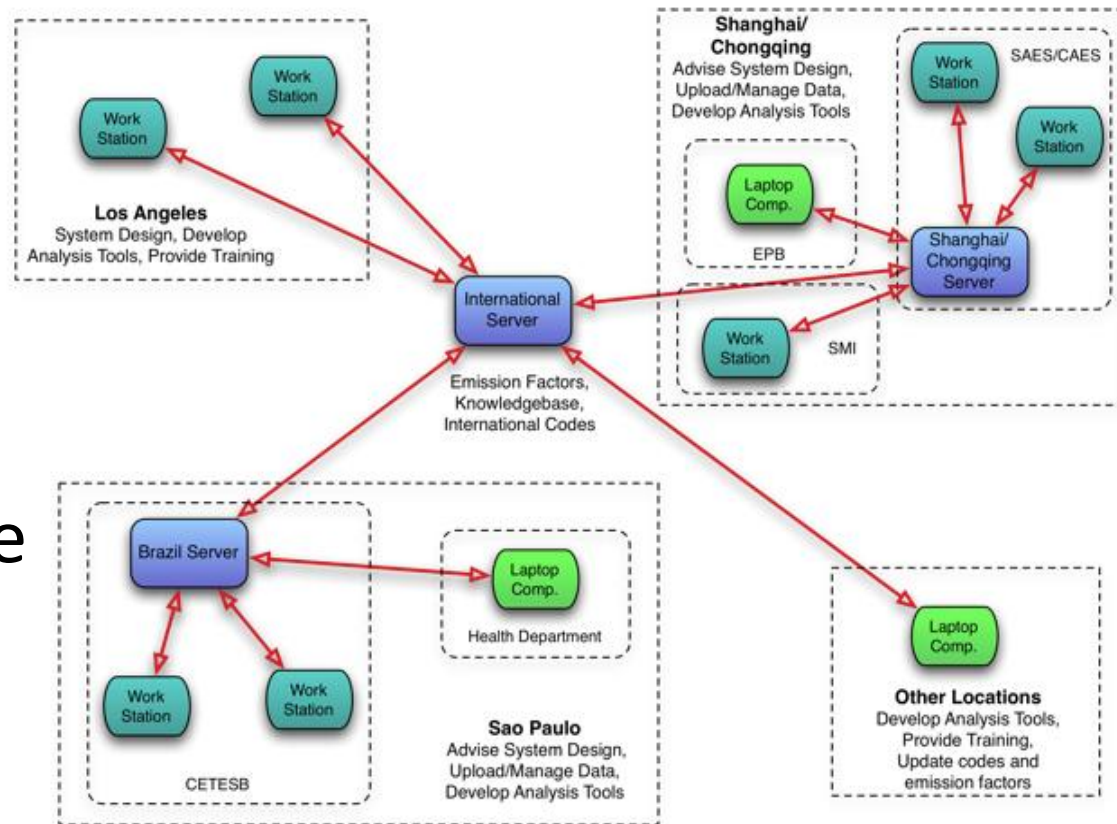 Work
Station
Work
Station
Los Angeles
System Design, Develop
Analysis Tools, Provide Training
Shanghai/
Chongqing
Advise System Design,
Upload/Manage Data,
Develop Analysis Tools
Work
Station
SAES/CAES
Work
Station
Laptop
Comp.
EPB
Shanghai/
Chongqing
Server
Work
Station
SMI
International
Server
Emission Factors,
Knowledgebase,
International Codes
e
Brazil Server
Laptop
Comp.
Health Department
Work
Station
Work
Station
CETESB
Sao Paulo
Advise System Design,
Upload/Manage Data,
Develop Analysis Tools
Laptop
Comp.
Other Locations
Develop Analysis Tools,
Provide Training,
Update codes and
emission factors